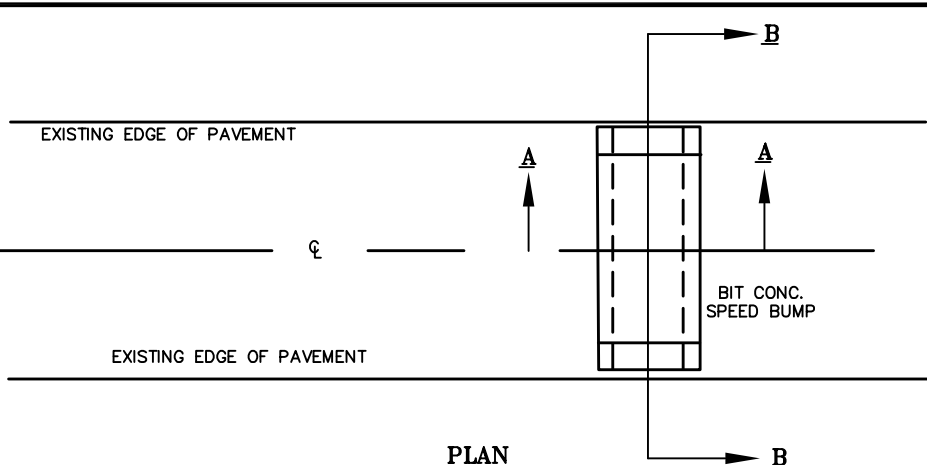 B
EXISTING EDGE OF PAVEMENT
A
A
℄
BIT CONC.
SPEED BUMP
EXISTING EDGE OF PAVEMENT
PLAN
B